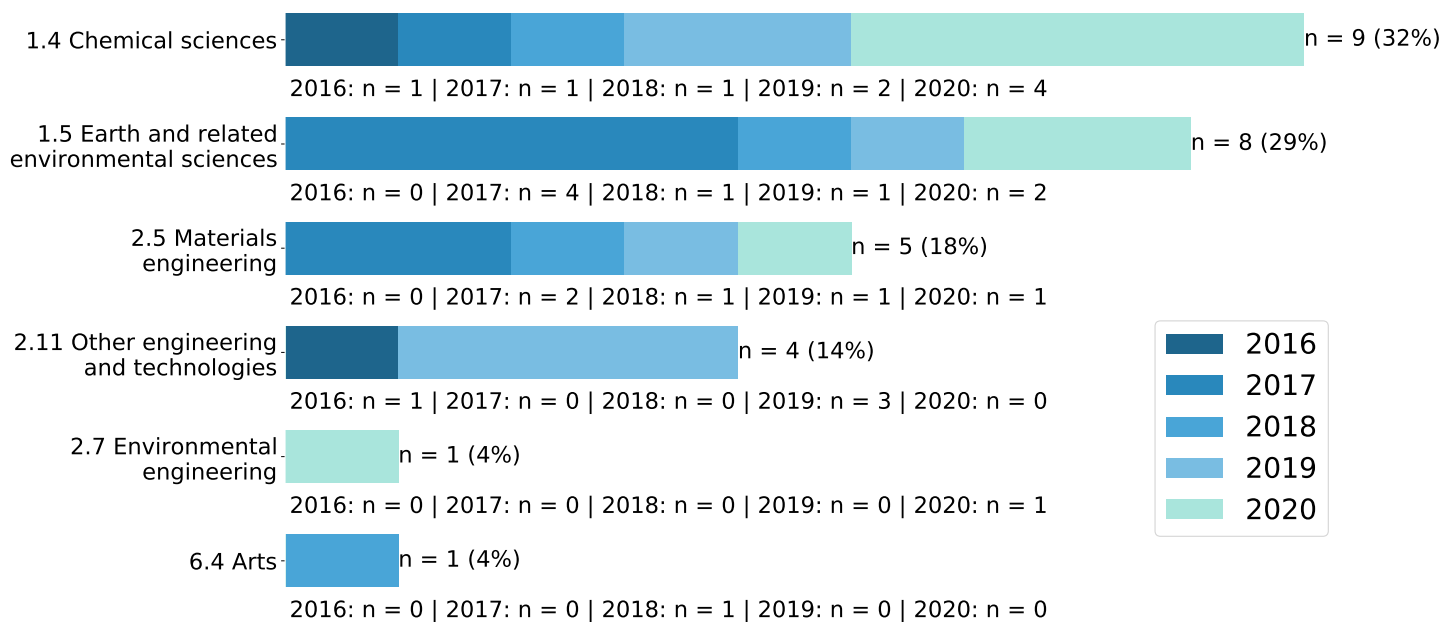 1.4 Chemical sciences
n = 9 (32%)
2016: n = 1 | 2017: n = 1 | 2018: n = 1 | 2019: n = 2 | 2020: n = 4
1.5 Earth and related
environmental sciences
n = 8 (29%)
2016: n = 0 | 2017: n = 4 | 2018: n = 1 | 2019: n = 1 | 2020: n = 2
2.5 Materials
engineering
n = 5 (18%)
2016: n = 0 | 2017: n = 2 | 2018: n = 1 | 2019: n = 1 | 2020: n = 1
2.11 Other engineering
and technologies
n = 4 (14%)
2016: n = 1 | 2017: n = 0 | 2018: n = 0 | 2019: n = 3 | 2020: n = 0
2.7 Environmental
engineering
n = 1 (4%)
2016: n = 0 | 2017: n = 0 | 2018: n = 0 | 2019: n = 0 | 2020: n = 1
6.4 Arts
n = 1 (4%)
2016: n = 0 | 2017: n = 0 | 2018: n = 1 | 2019: n = 0 | 2020: n = 0
2016
2017
2018
2019
2020